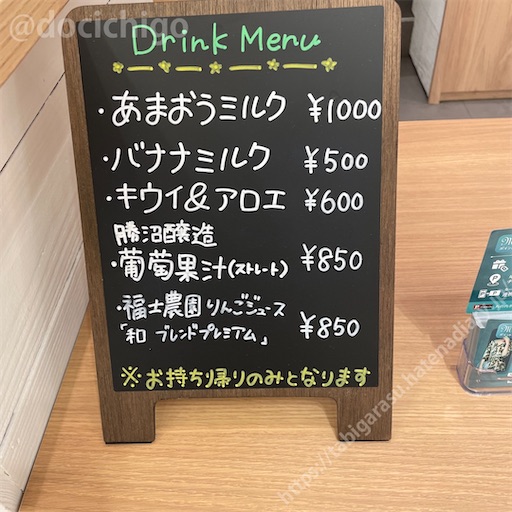 @docichigo
Drink Menu
・あまおうミルク ¥1000
・バナナミルク ¥500
・キウイ&アロエ ¥600
勝沼醸造
・葡萄果汁(ストレート) ¥850
・福士農園りんごジュース
「和 ブレンドプレミアム」 ¥850
※お持ち帰りのみとなります